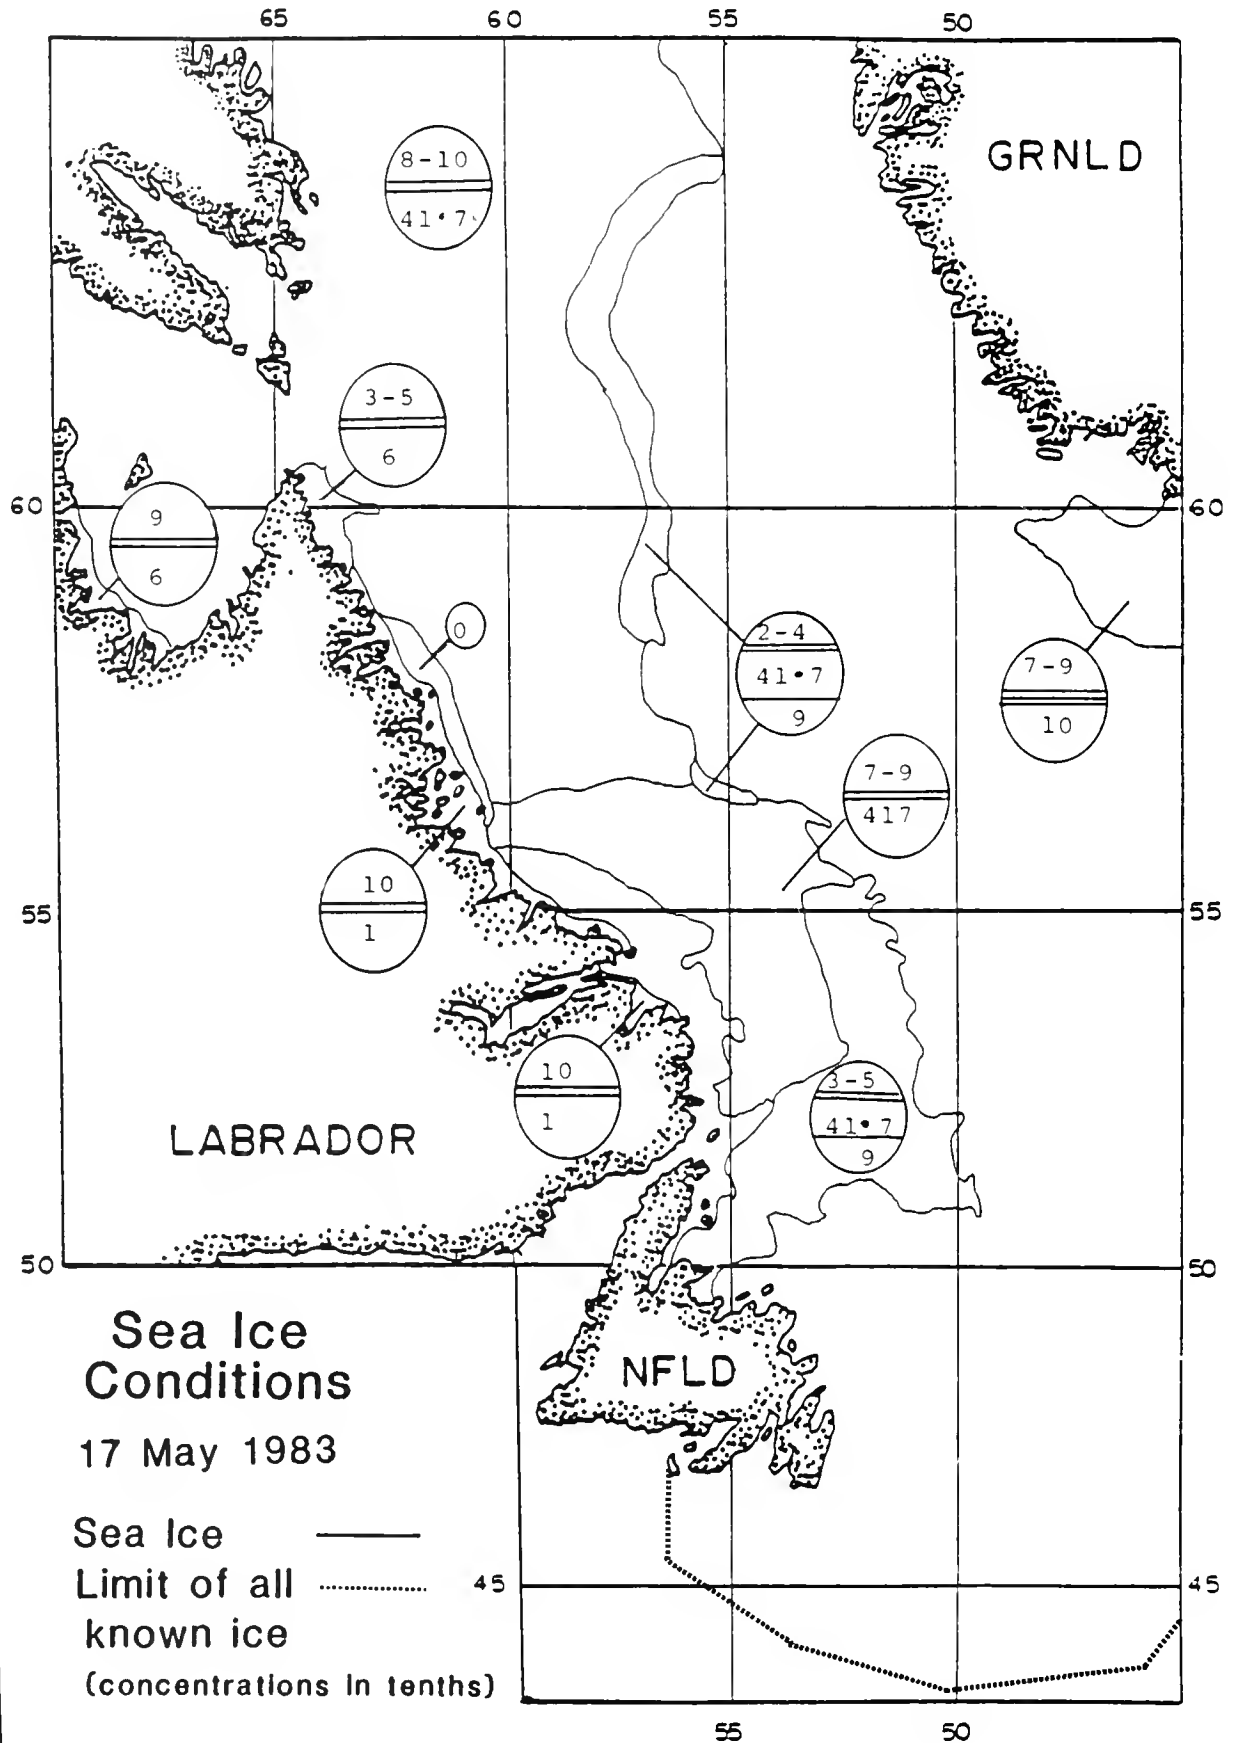 65 60 55 50
GRNLD
8-10
41•7
3-5
6
60 60
9
6
0
2-4
41•7
9
7-9
10
7-9
417
10
1
55 55
10
1
3-5
41•7
9
LABRADOR
50 50
Sea Ice
Conditions
NFLD
17 May 1983
Sea Ice
Limit of all
45 45
known ice
(concentrations in tenths)
55 50